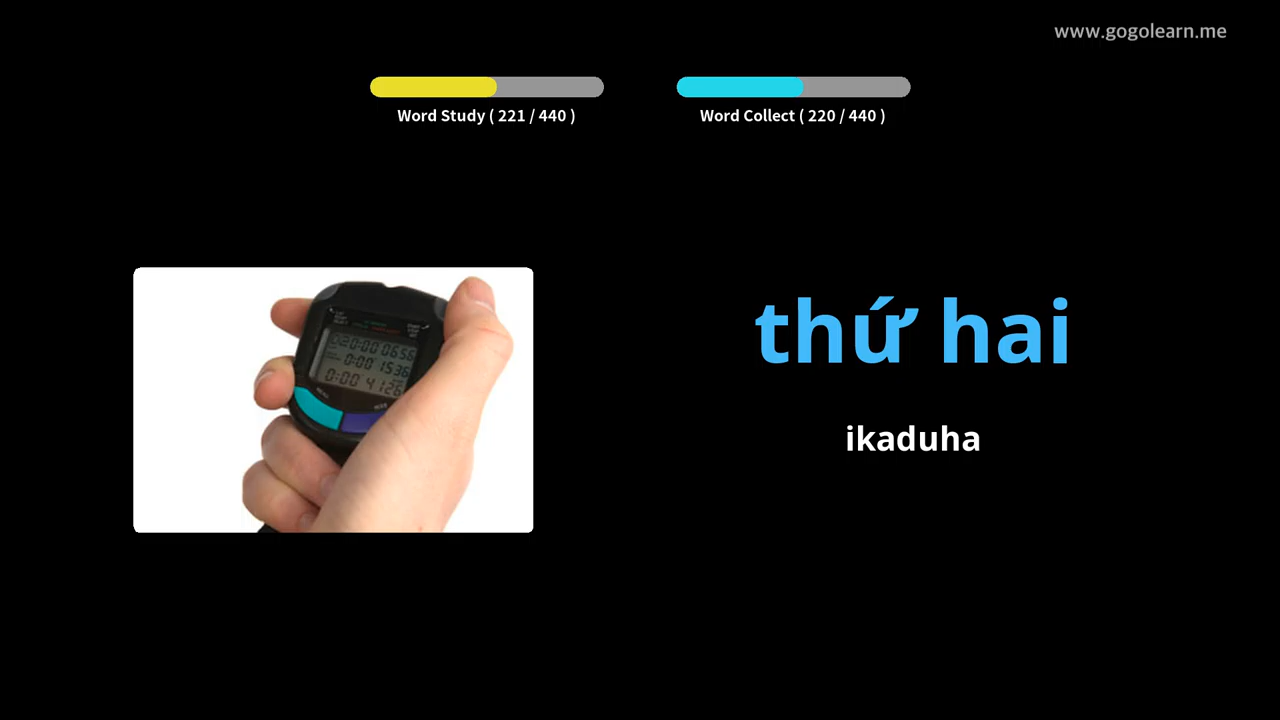 www.gogolearn.me
Word Study ( 221 / 440 )
Word Collect ( 220 / 440 )
thứ hai
ikaduha